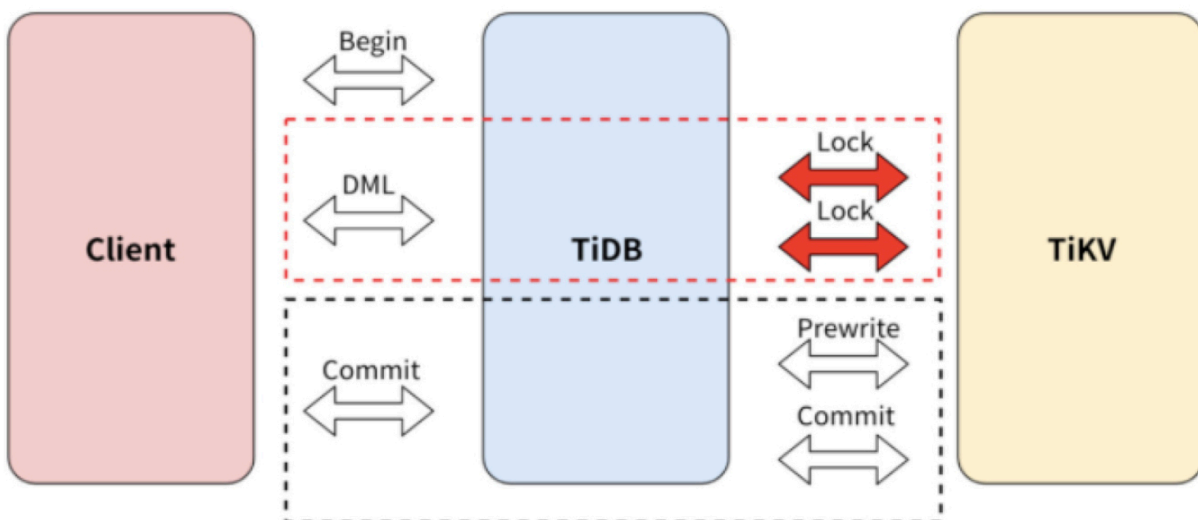 Begin
Lock
DML
Lock
Client
TiDB
TiKV
Prewrite
Commit
Commit